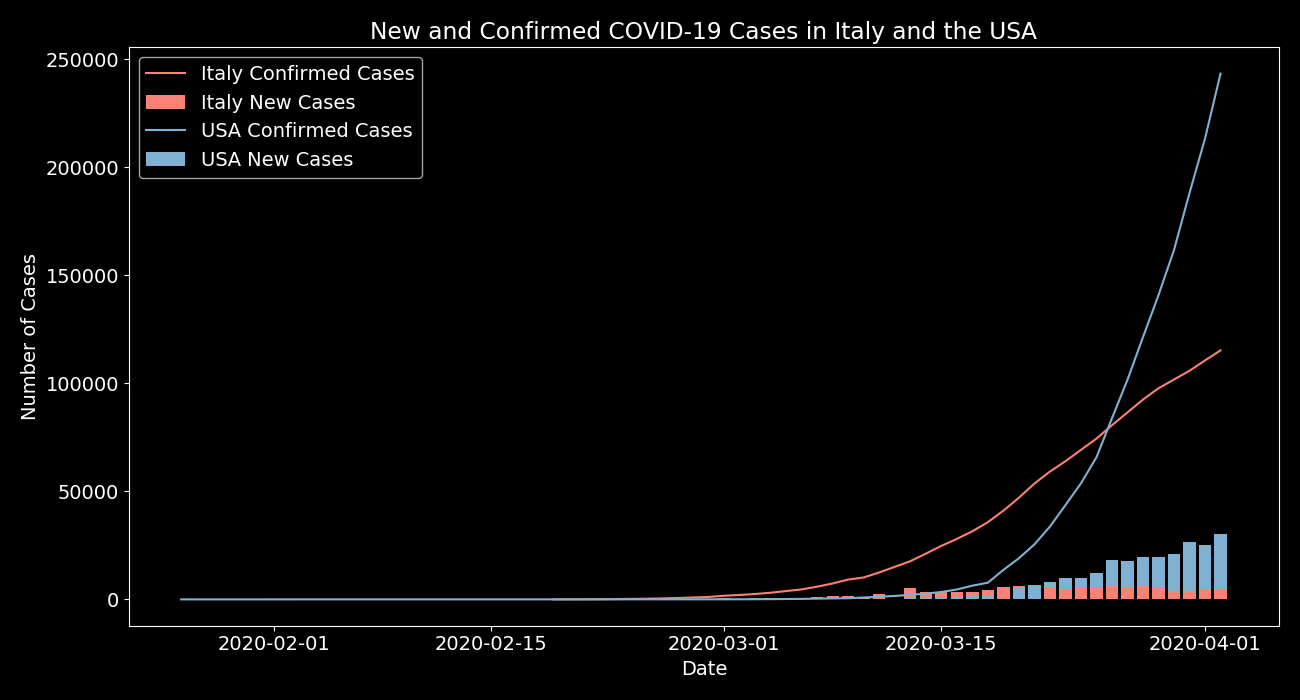 New and Confirmed COVID-19 Cases in Italy and the USA
Italy Confirmed Cases
Italy New Cases
USA Confirmed Cases
USA New Cases
Number of Cases
250000
200000
150000
100000
50000
0
2020-02-01 2020-02-15 2020-03-01 2020-03-15 2020-04-01
Date